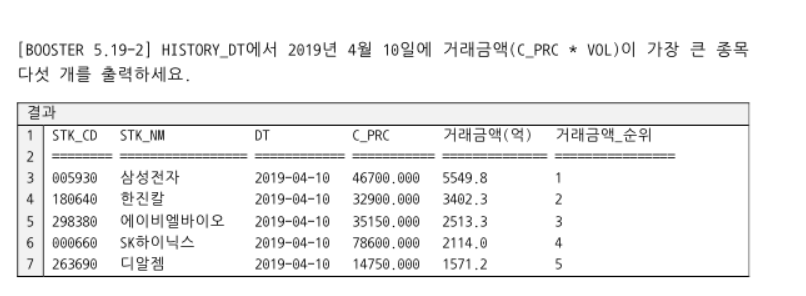 [BOOSTER 5.19-2] HISTORY_DT에서 2019년 4월 10일에 거래금액(C_PRC * VOL)이 가장 큰 종목
다섯 개를 출력하세요.
결과
1 STK_CD STK_NM DT C_PRC 거래금액(억) 거래금액_순위
2 ======== ================= ============ =========== ============== ================
3 005930 삼성전자 2019-04-10 46700.000 5549.8 1
4 180640 한진칼 2019-04-10 32900.000 3402.3 2
5 298380 에이비엘바이오 2019-04-10 35150.000 2513.3 3
6 000660 SK하이닉스 2019-04-10 78600.000 2114.0 4
7 263690 디알젬 2019-04-10 14750.000 1571.2 5